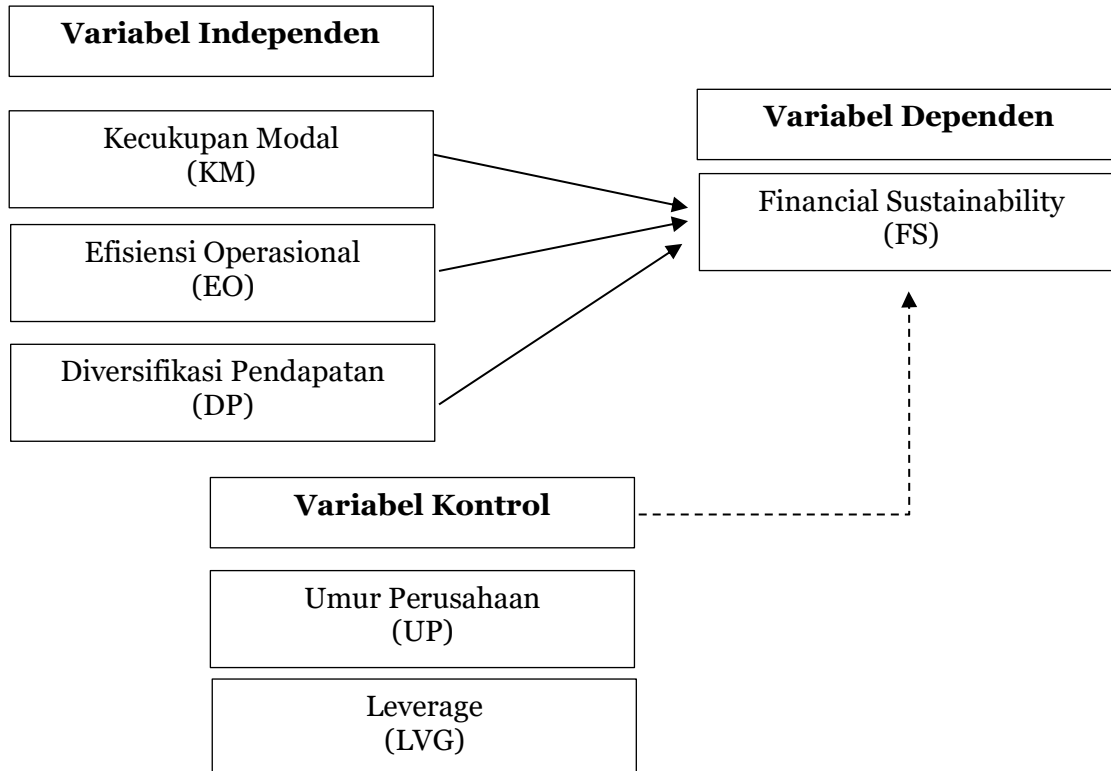 Variabel Independen
Kecukupan Modal
(KM)
Efisiensi Operasional
(EO)
Diversifikasi Pendapatan
(DP)
Variabel Dependen
Financial Sustainability
(FS)
Variabel Kontrol
Umur Perusahaan
(UP)
Leverage
(LVG)